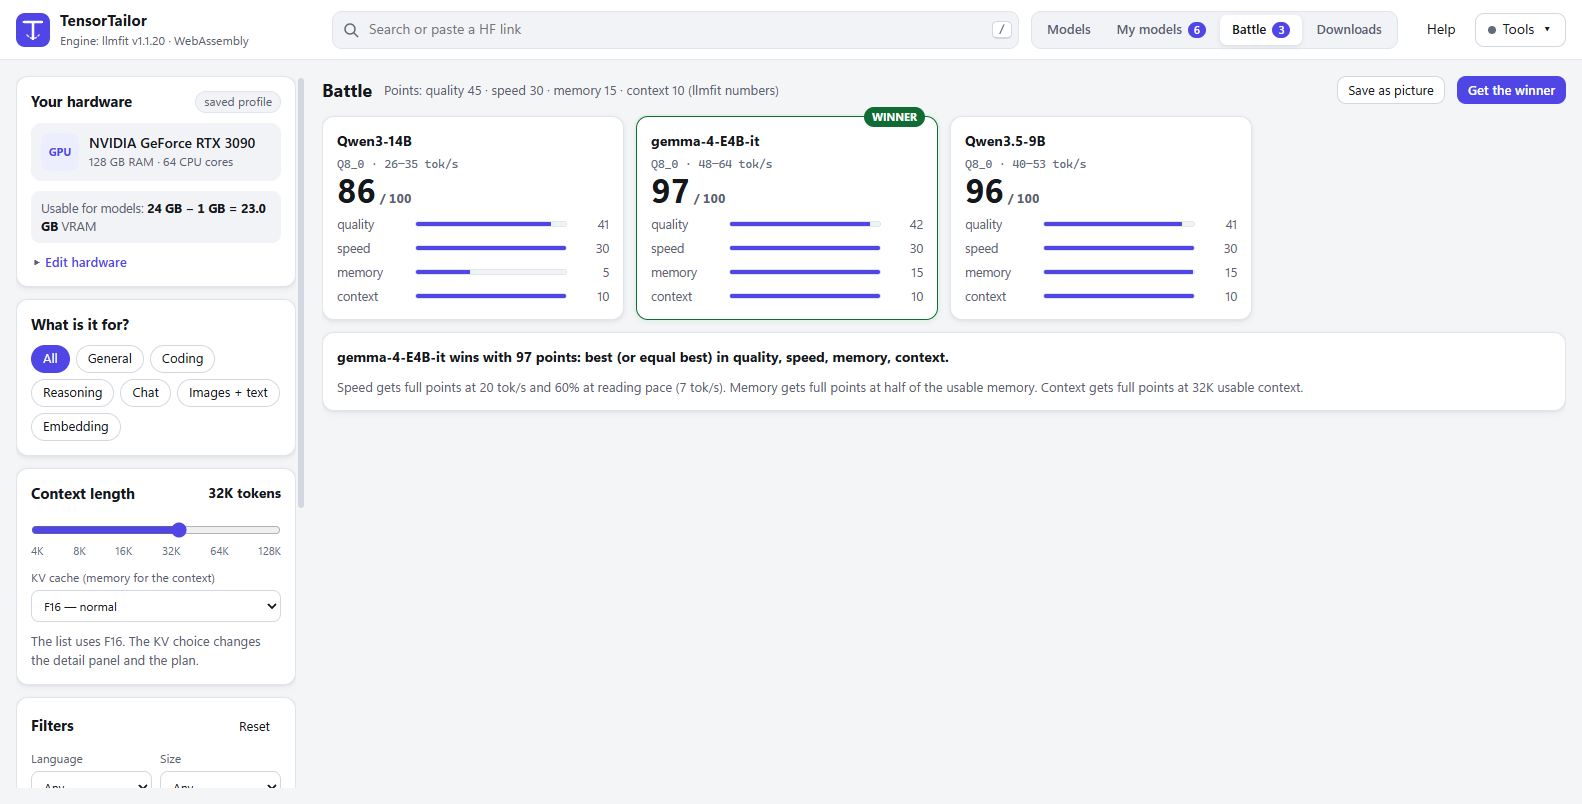 TensorTailor
Engine: llmfit v1.1.20 · WebAssembly
Search or paste a HF link
/
Models
My models 6
Battle 3
Downloads
Help
Tools ▾
Your hardware
saved profile
GPU
NVIDIA GeForce RTX 3090
128 GB RAM · 64 CPU cores
Usable for models: 24 GB − 1 GB = 23.0
GB VRAM
▸ Edit hardware
What is it for?
All
General
Coding
Reasoning
Chat
Images + text
Embedding
Context length
32K tokens
4K 8K 16K 32K 64K 128K
KV cache (memory for the context)
F16 — normal
The list uses F16. The KV choice changes
the detail panel and the plan.
Filters
Reset
Language
Size
Any
Any
Battle
Points: quality 45 · speed 30 · memory 15 · context 10 (llmfit numbers)
Save as picture
Get the winner
Qwen3-14B
Q8_0 · 26–35 tok/s
86 / 100
quality 41
speed 30
memory 5
context 10
WINNER
gemma-4-E4B-it
Q8_0 · 48–64 tok/s
97 / 100
quality 42
speed 30
memory 15
context 10
Qwen3.5-9B
Q8_0 · 40–53 tok/s
96 / 100
quality 41
speed 30
memory 15
context 10
gemma-4-E4B-it wins with 97 points: best (or equal best) in quality, speed, memory, context.
Speed gets full points at 20 tok/s and 60% at reading pace (7 tok/s). Memory gets full points at half of the usable memory. Context gets full points at 32K usable context.